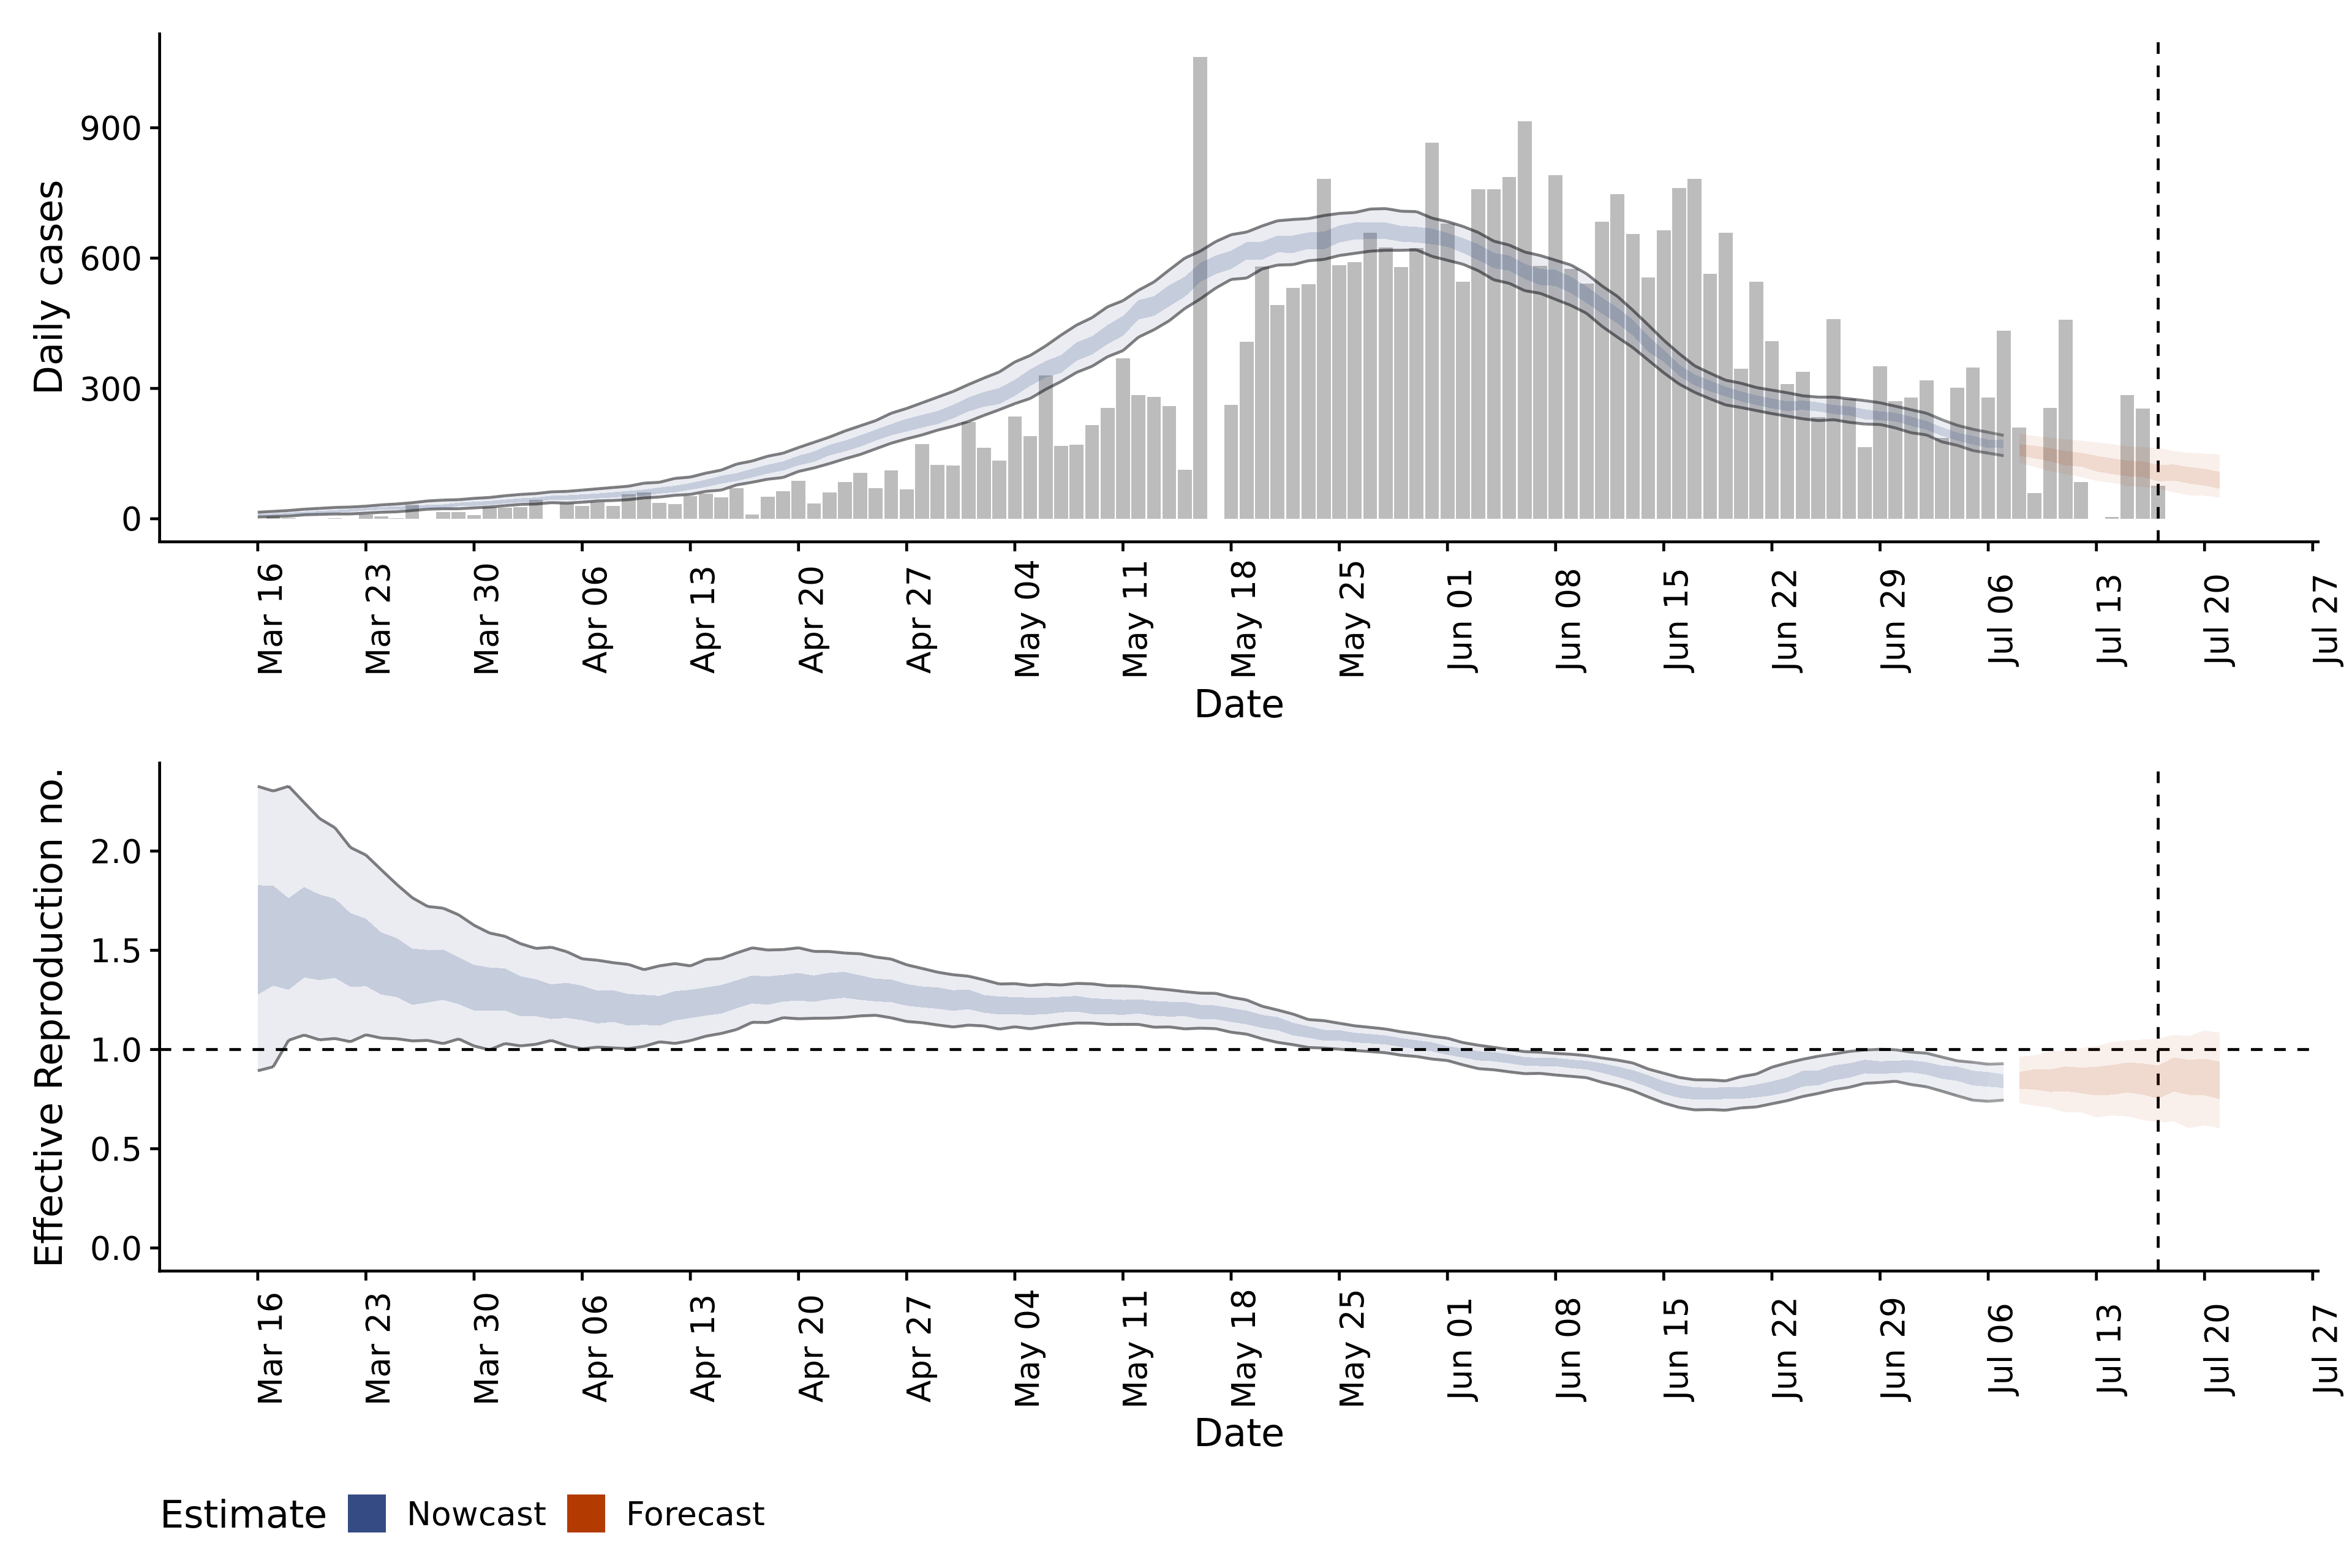 Daily cases
900
600
300
0
Mar 16 Mar 23 Mar 30 Apr 06 Apr 13 Apr 20 Apr 27 May 04 May 11 May 18 May 25 Jun 01 Jun 08 Jun 15 Jun 22 Jun 29 Jul 06 Jul 13 Jul 20 Jul 27
Date
Effective Reproduction no.
2.0
1.5
1.0
0.5
0.0
Mar 16 Mar 23 Mar 30 Apr 06 Apr 13 Apr 20 Apr 27 May 04 May 11 May 18 May 25 Jun 01 Jun 08 Jun 15 Jun 22 Jun 29 Jul 06 Jul 13 Jul 20 Jul 27
Date
Estimate Nowcast Forecast